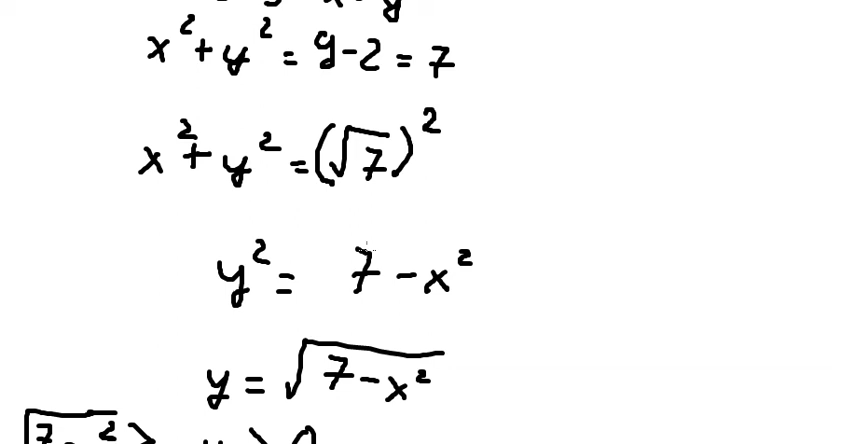 x² + y² = 9 - 2 = 7
x² + y² = (√7)²
y² = 7 - x²
y = √(7 - x²)